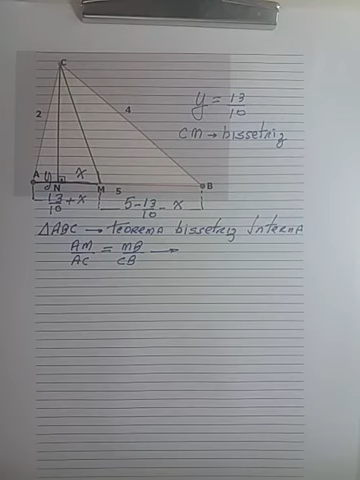 C
2
4
y = 13/10
CM → bissetriz
A y x
N M 5 B
13/10 + x 5 - 13/10 - x
△ABC → TEOREMA bissetriz InternA
AM/AC = MB/CB →